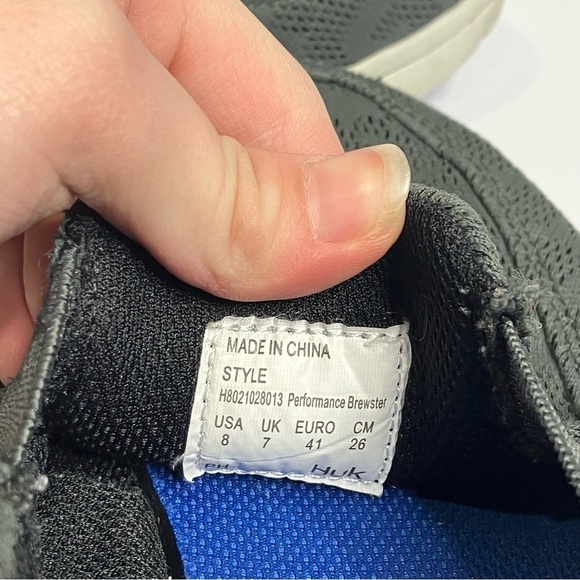 MADE IN CHINA
STYLE
H8021028013 Performance Brewster
USA UK EURO CM
8 7 41 26
Huk